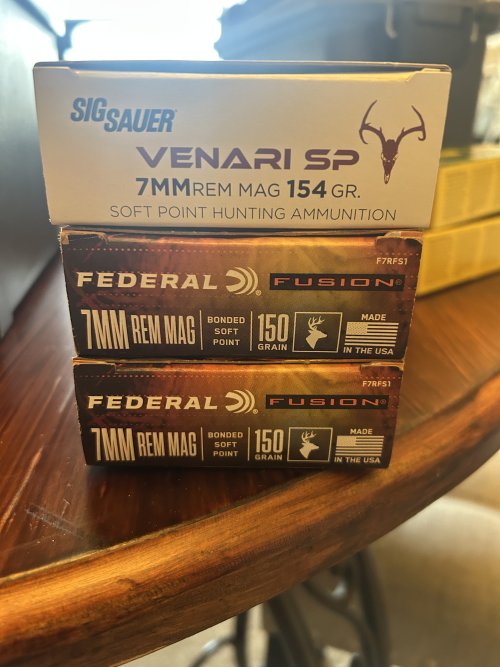 SIG SAUER
VENARI SP
7MM REM MAG 154 GR.
SOFT POINT HUNTING AMMUNITION
F7RFS1
FEDERAL® FUSION®
7MM REM MAG BONDED SOFT POINT 150 GRAIN MADE IN THE USA
F7RFS1
FEDERAL® FUSION®
7MM REM MAG BONDED SOFT POINT 150 GRAIN MADE IN THE USA